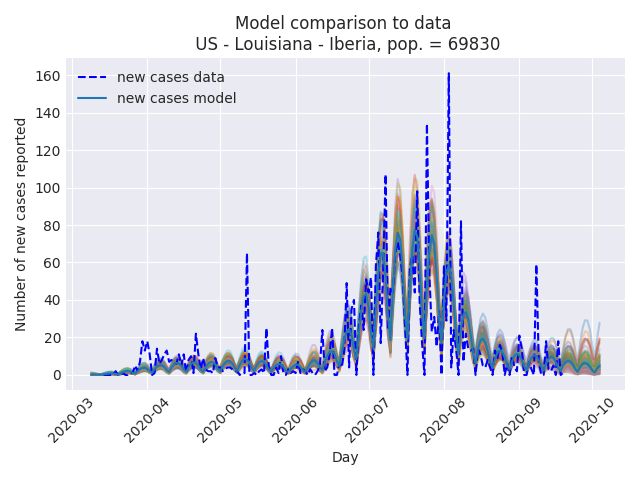 Model comparison to data
US - Louisiana - Iberia, pop. = 69830
new cases data
new cases model
Number of new cases reported
160
140
120
100
80
60
40
20
0
2020-03
2020-04
2020-05
2020-06
2020-07
2020-08
2020-09
2020-10
Day